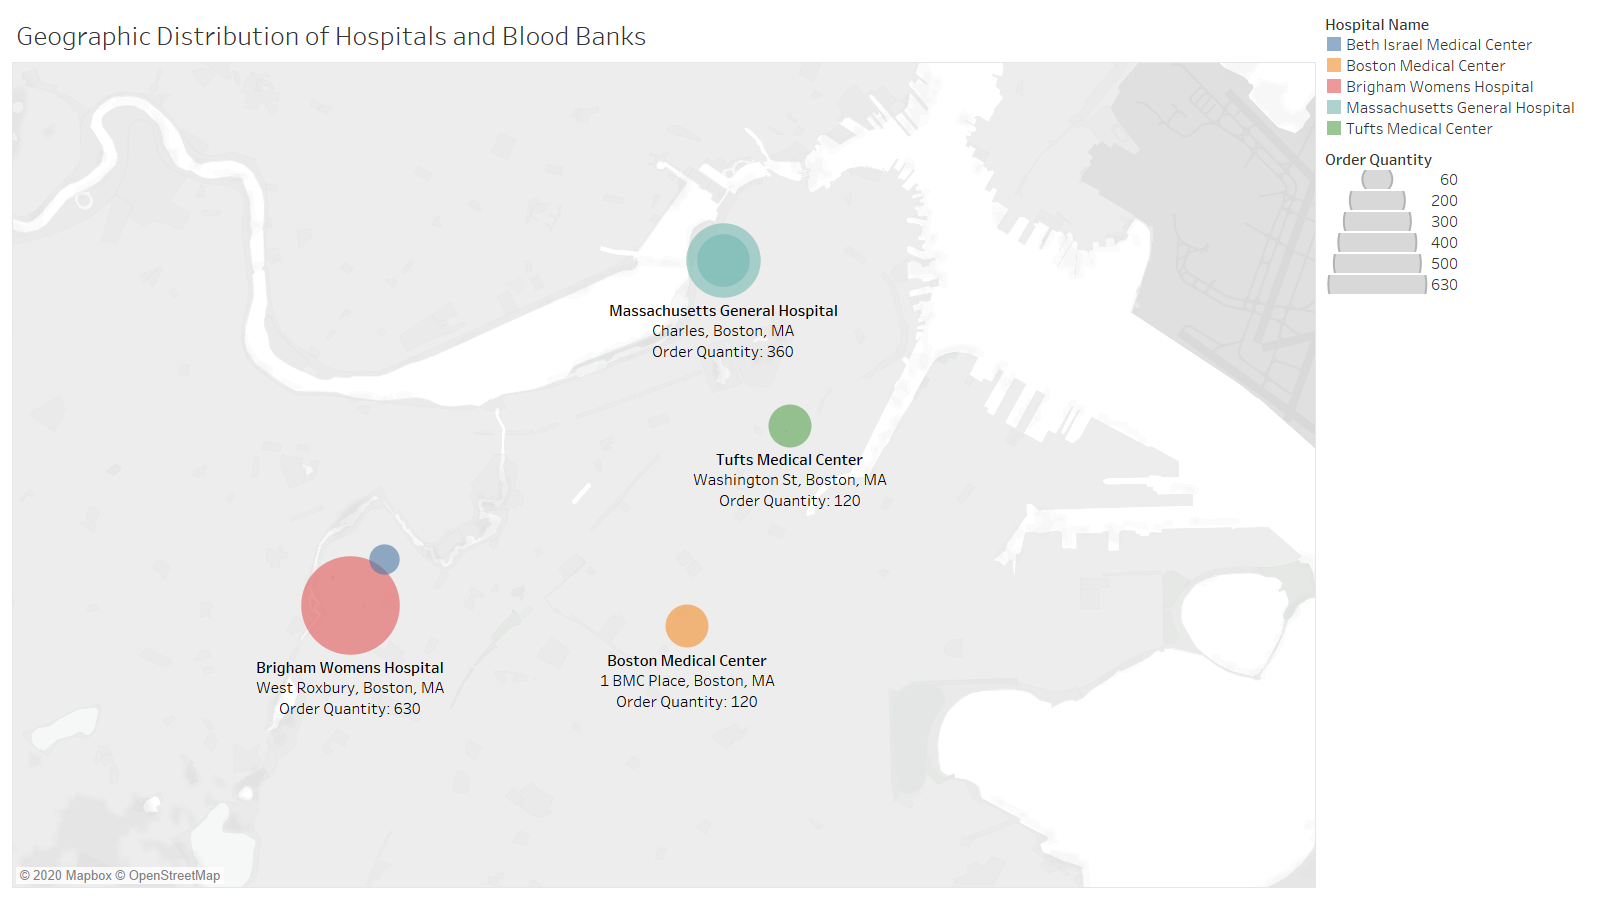 Geographic Distribution of Hospitals and Blood Banks
Massachusetts General Hospital
Charles, Boston, MA
Order Quantity: 360
Tufts Medical Center
Washington St, Boston, MA
Order Quantity: 120
Brigham Womens Hospital
West Roxbury, Boston, MA
Order Quantity: 630
Boston Medical Center
1 BMC Place, Boston, MA
Order Quantity: 120
© 2020 Mapbox © OpenStreetMap
Hospital Name
Beth Israel Medical Center
Boston Medical Center
Brigham Womens Hospital
Massachusetts General Hospital
Tufts Medical Center
Order Quantity
60
200
300
400
500
630